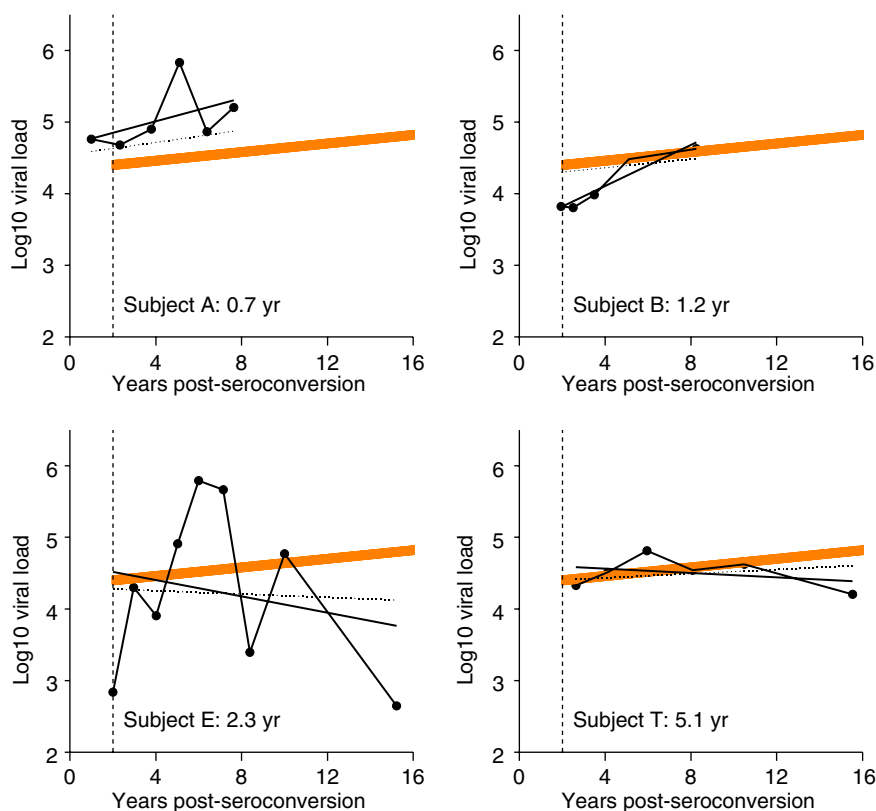 6
5
4
3
2
Log10 viral load
Subject A: 0.7 yr
0 4 8 12 16
Years post-seroconversion
6
5
4
3
2
Log10 viral load
Subject B: 1.2 yr
0 4 8 12 16
Years post-seroconversion
6
5
4
3
2
Log10 viral load
Subject E: 2.3 yr
0 4 8 12 16
Years post-seroconversion
6
5
4
3
2
Log10 viral load
Subject T: 5.1 yr
0 4 8 12 16
Years post-seroconversion